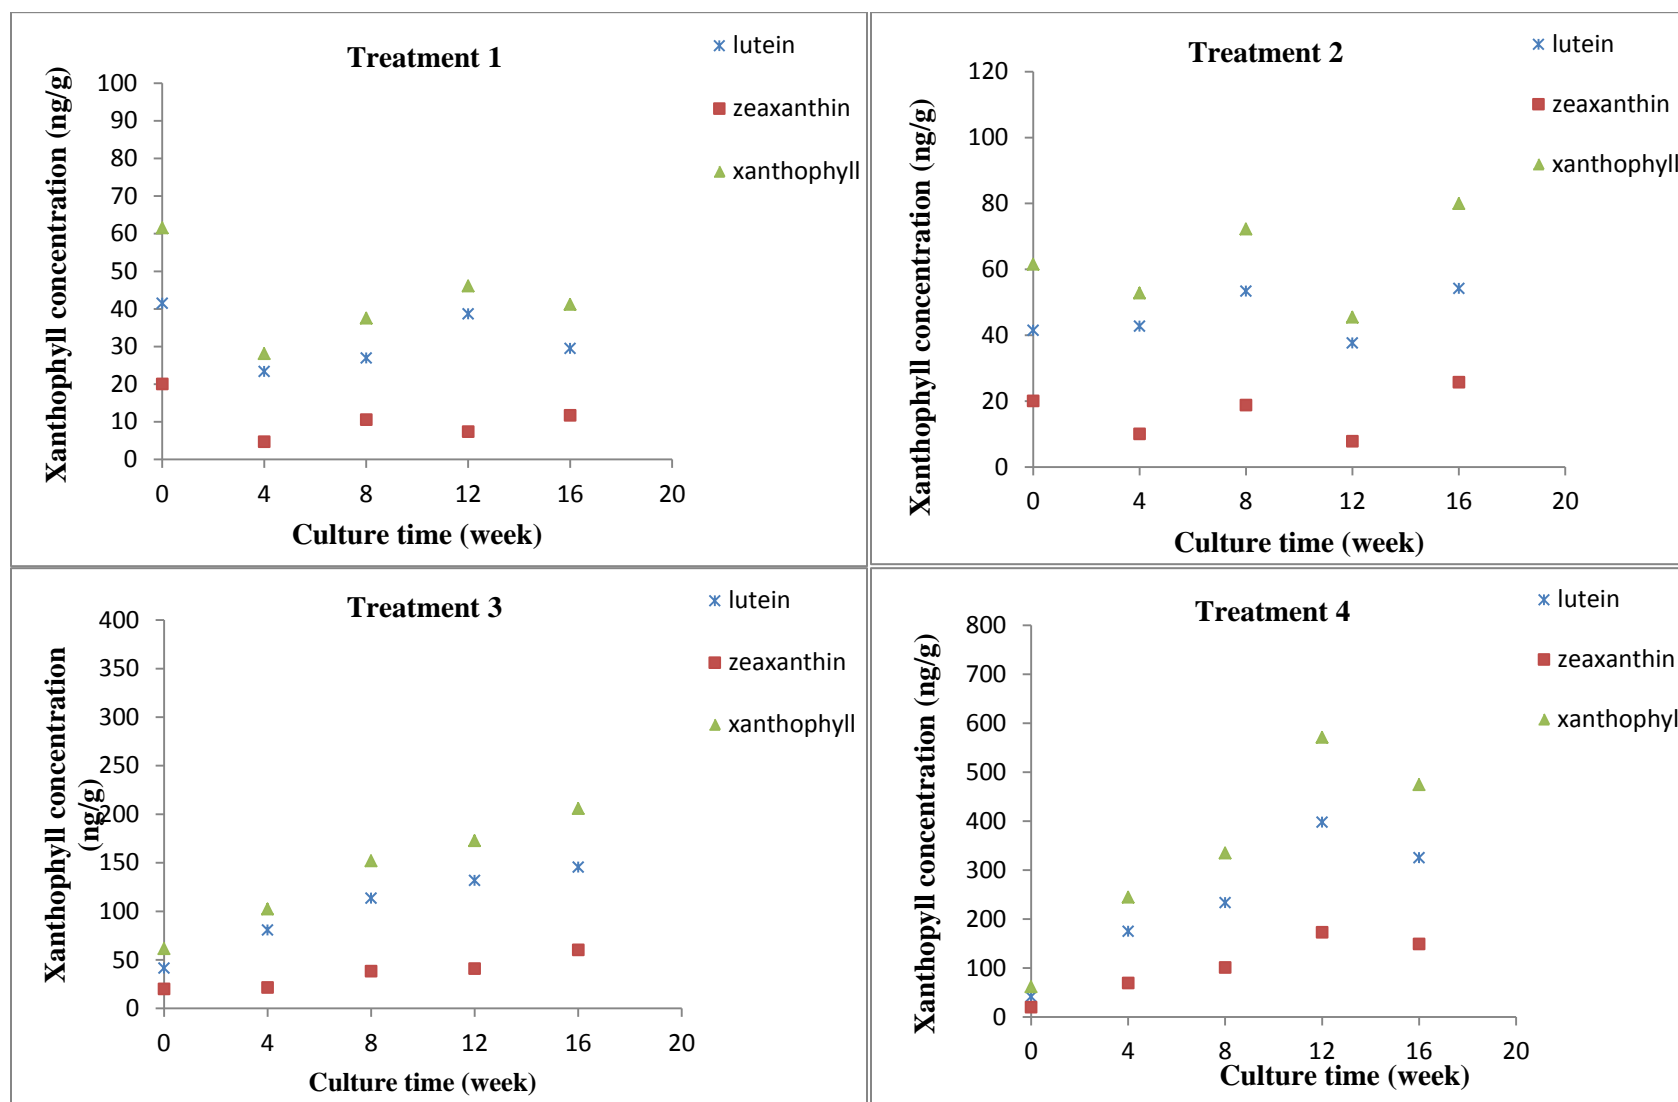 Treatment 1
lutein
zeaxanthin
xanthophyll
Xanthophyll concentration (ng/g)
100
90
80
70
60
50
40
30
20
10
0
0 4 8 12 16 20
Culture time (week)
Treatment 2
lutein
zeaxanthin
xanthophyll
Xanthophyll concentration (ng/g)
120
100
80
60
40
20
0
0 4 8 12 16 20
Culture time (week)
Treatment 3
lutein
zeaxanthin
xanthophyll
Xanthophyll concentration
(ng/g)
400
350
300
250
200
150
100
50
0
0 4 8 12 16 20
Culture time (week)
Treatment 4
lutein
zeaxanthin
xanthophyl
Xanthopyll concentration (ng/g)
800
700
600
500
400
300
200
100
0
0 4 8 12 16 20
Culture time (week)